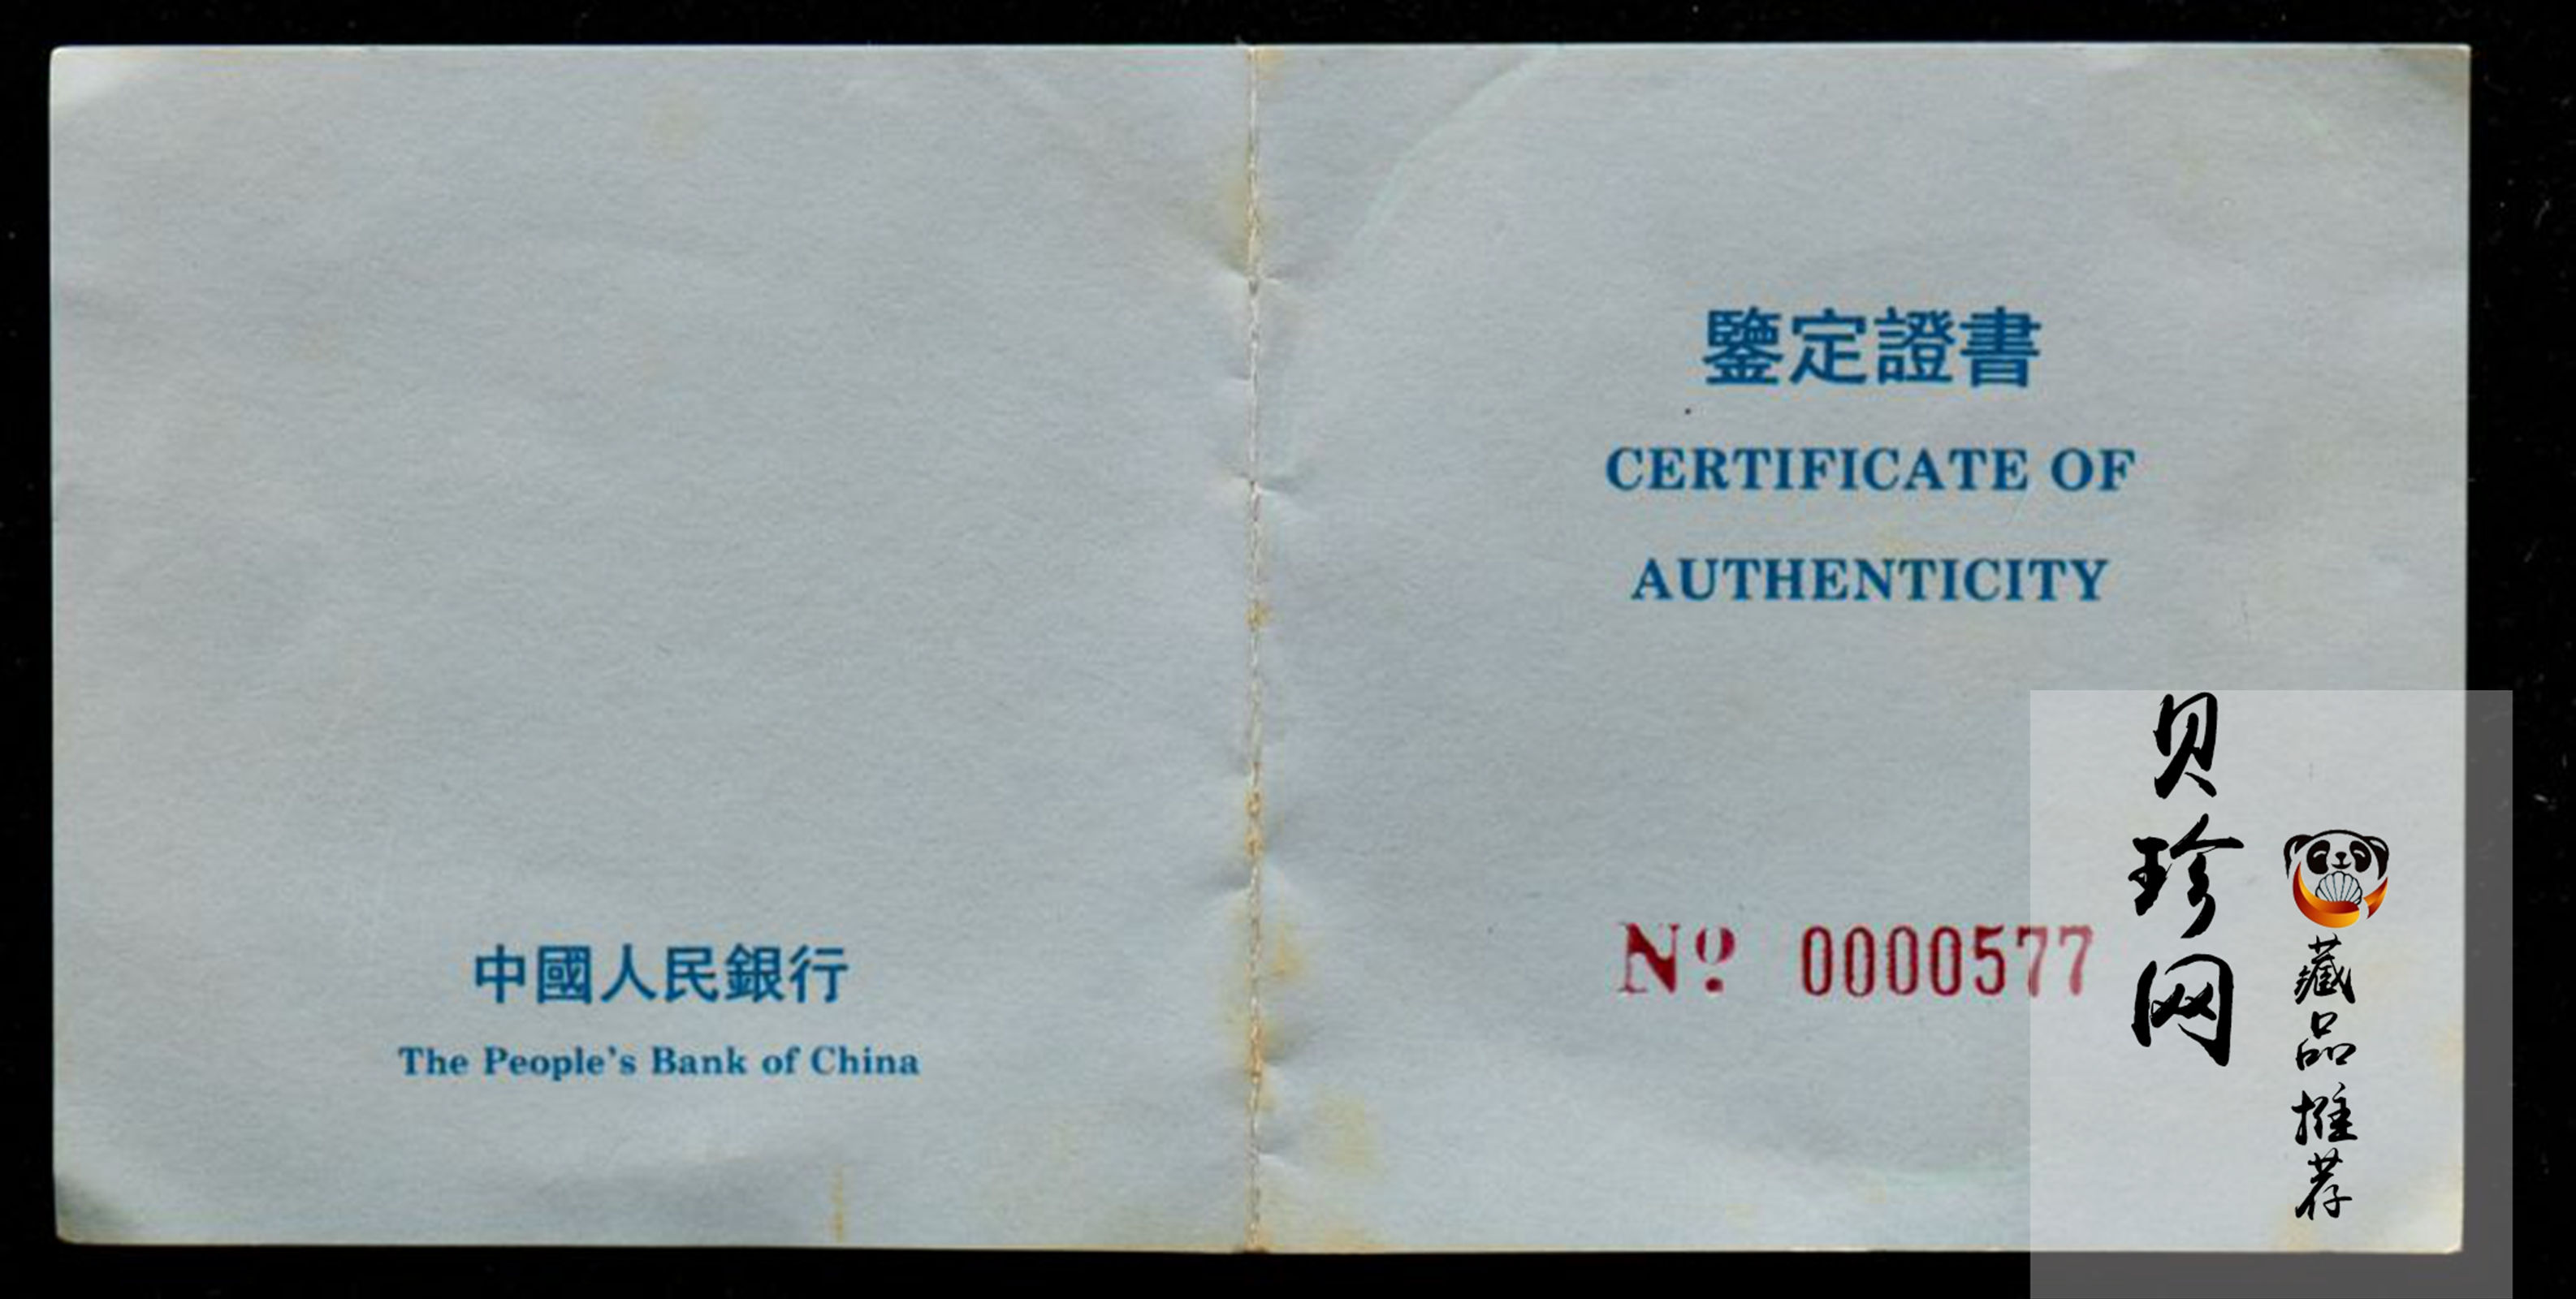 中國人民銀行
The People's Bank of China
鑒定證書
CERTIFICATE OF
AUTHENTICITY
Nº 0000577
贝珍网
藏品推荐